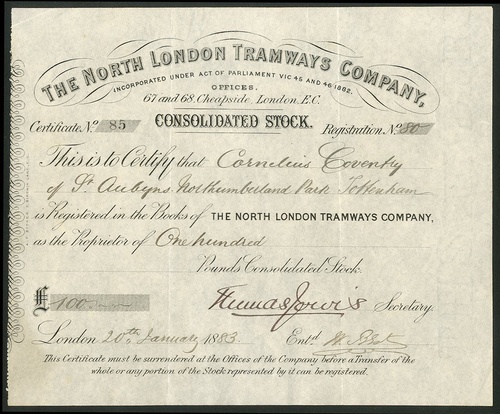 THE NORTH LONDON TRAMWAYS COMPANY,
INCORPORATED UNDER ACT OF PARLIAMENT VIC 45 AND 46 1882.
OFFICES.
67 and 68. Cheapside, London. E.C.
Certificate. No. 85 CONSOLIDATED STOCK. Registration. No. 80
This is to Certify that Cornelius Coventry
of St Aubyns Northumberland Park Tottenham
is Registered in the Books of THE NORTH LONDON TRAMWAYS COMPANY,
as the Proprietor of One hundred
Pounds Consolidated Stock.
£ 100 Secretary.
London 20th January 1883. Entd.
This Certificate must be surrendered at the Offices of the Company before a Transfer of the
whole or any portion of the Stock represented by it can be registered.